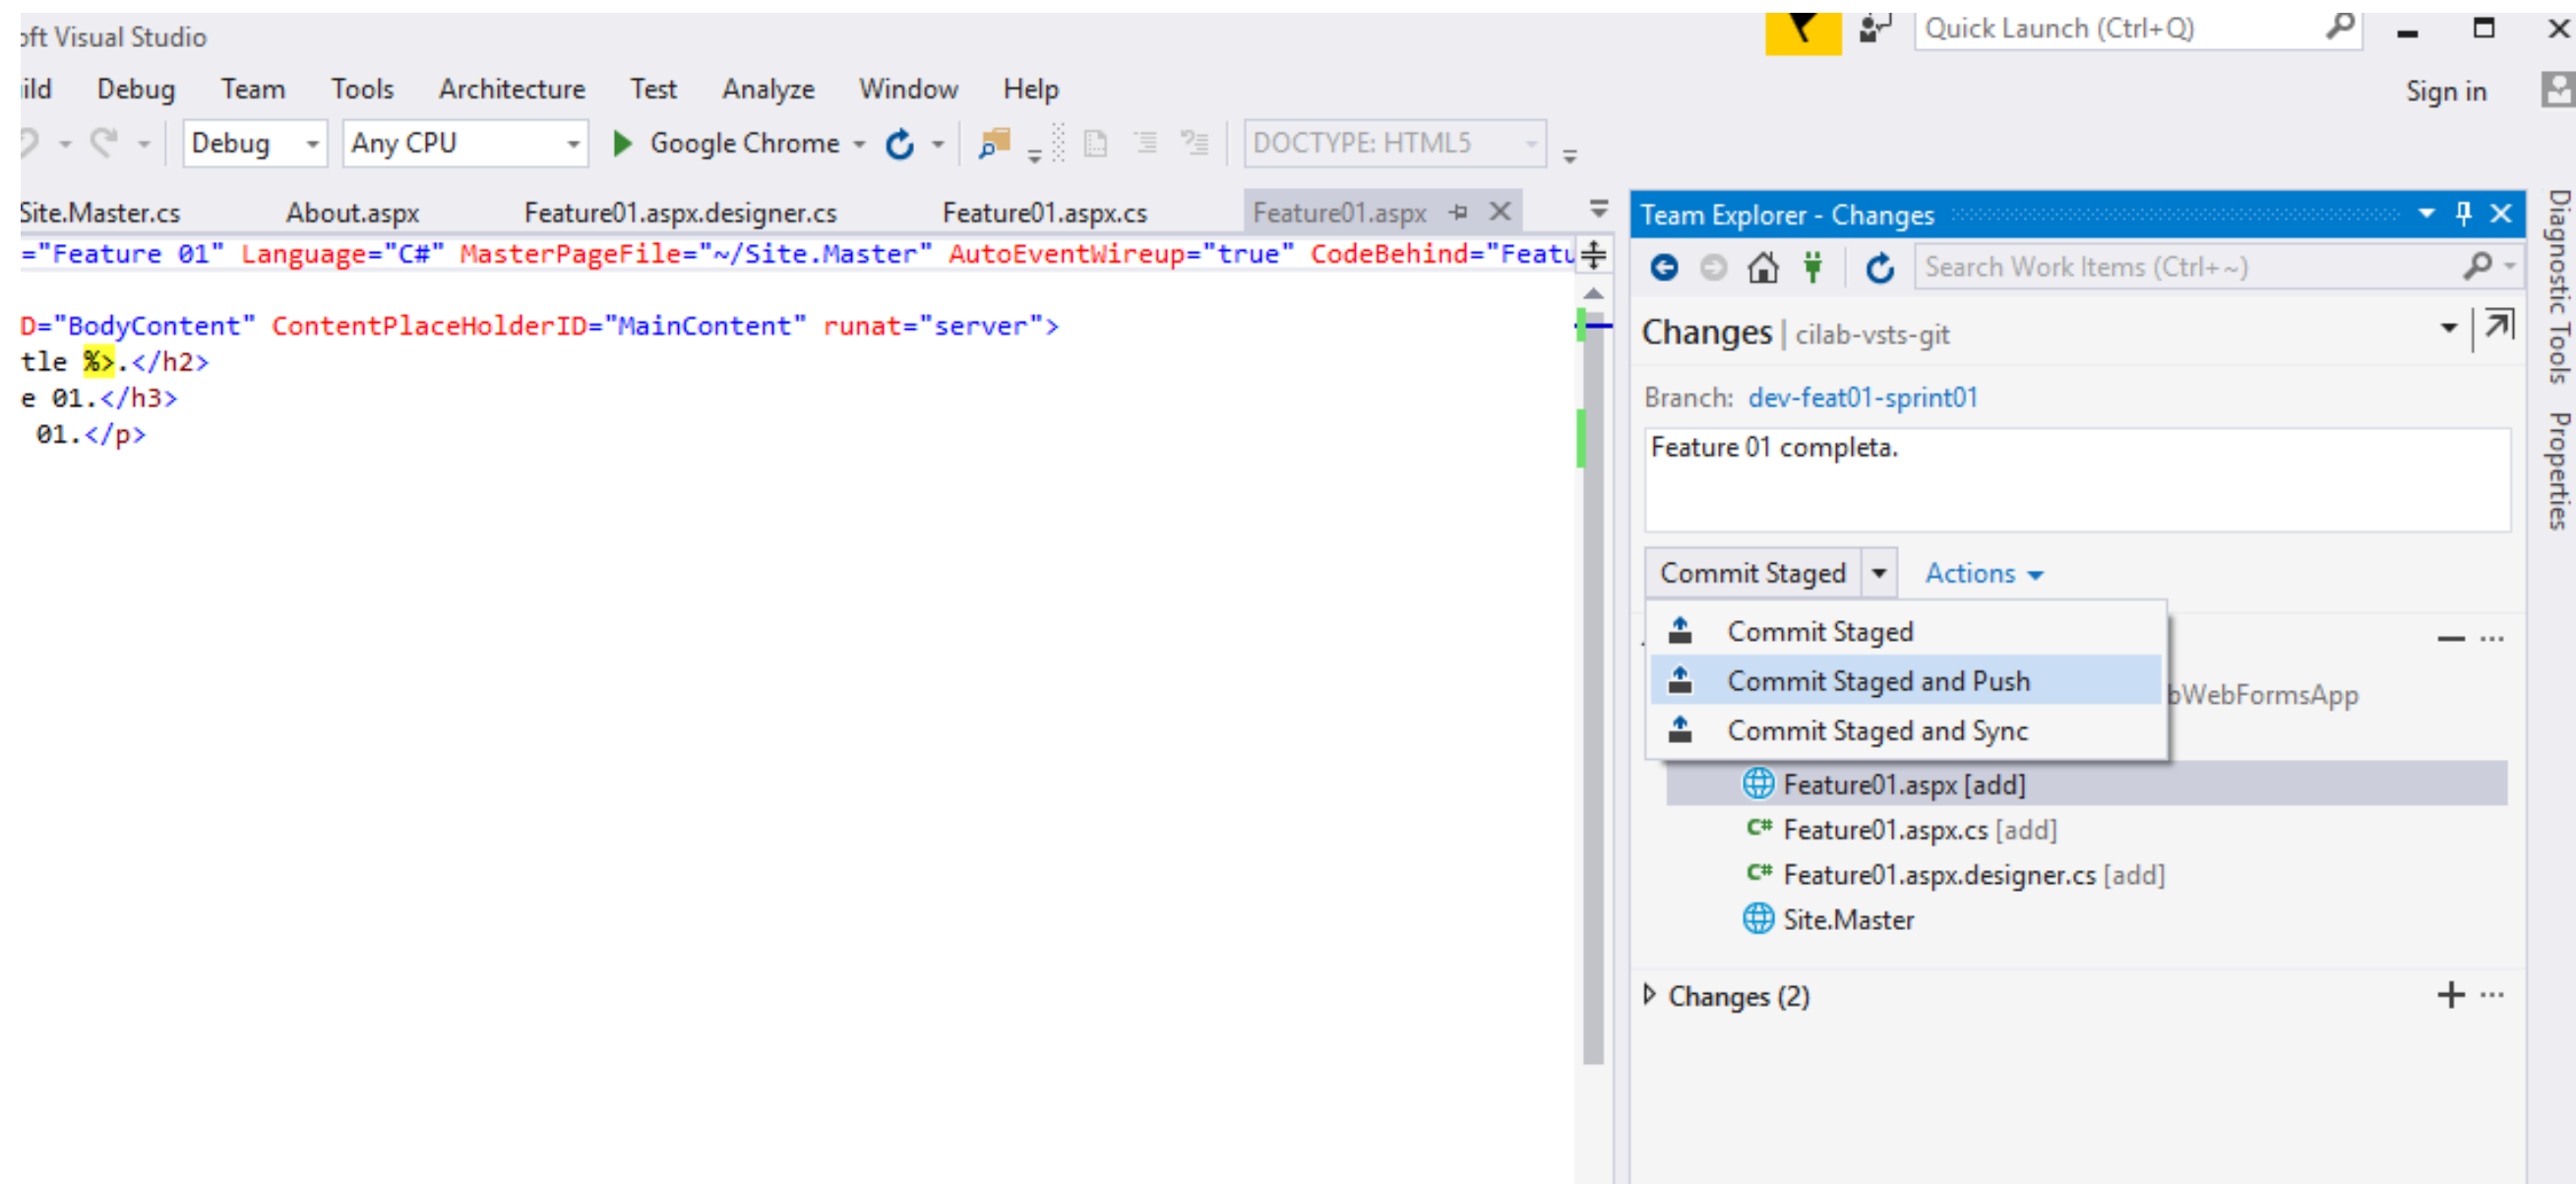 oft Visual Studio
Quick Launch (Ctrl+Q)
ild Debug Team Tools Architecture Test Analyze Window Help
Sign in
Debug Any CPU Google Chrome DOCTYPE: HTML5
Site.Master.cs About.aspx Feature01.aspx.designer.cs Feature01.aspx.cs Feature01.aspx
="Feature 01" Language="C#" MasterPageFile="~/Site.Master" AutoEventWireup="true" CodeBehind="Featu
D="BodyContent" ContentPlaceHolderID="MainContent" runat="server">
tle %>.</h2>
e 01.</h3>
01.</p>
Team Explorer - Changes
Search Work Items (Ctrl+~)
Changes | cilab-vsts-git
Branch: dev-feat01-sprint01
Feature 01 completa.
Commit Staged Actions
Commit Staged
Commit Staged and Push
Commit Staged and Sync
bWebFormsApp
Feature01.aspx [add]
C# Feature01.aspx.cs [add]
C# Feature01.aspx.designer.cs [add]
Site.Master
Changes (2)
Diagnostic Tools
Properties